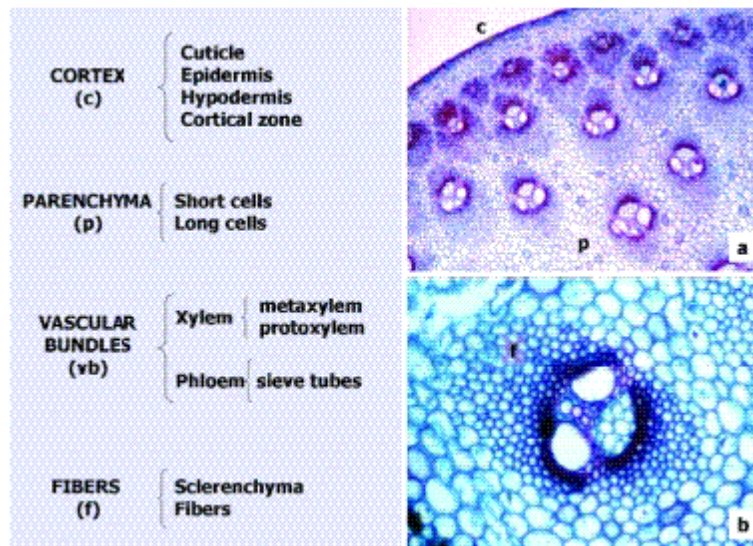 CORTEX
(c)
Cuticle
Epidermis
Hypodermis
Cortical zone
PARENCHYMA
(p)
Short cells
Long cells
VASCULAR
BUNDLES
(vb)
Xylem
metaxylem
protoxylem
Phloem
sieve tubes
FIBERS
(f)
Sclerenchyma
Fibers
c
p
a
f
b